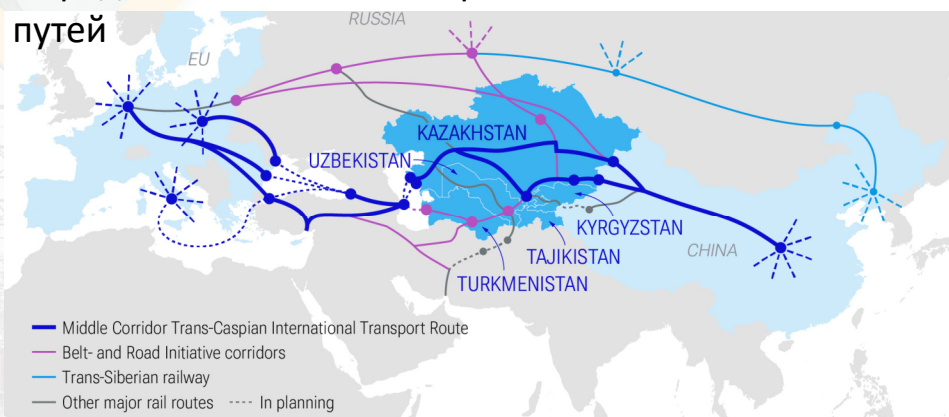 путей
RUSSIA
EU
KAZAKHSTAN
UZBEKISTAN
KYRGYZSTAN
TAJIKISTAN
CHINA
TURKMENISTAN
Middle Corridor Trans-Caspian International Transport Route
Belt- and Road Initiative corridors
Trans-Siberian railway
Other major rail routes
In planning